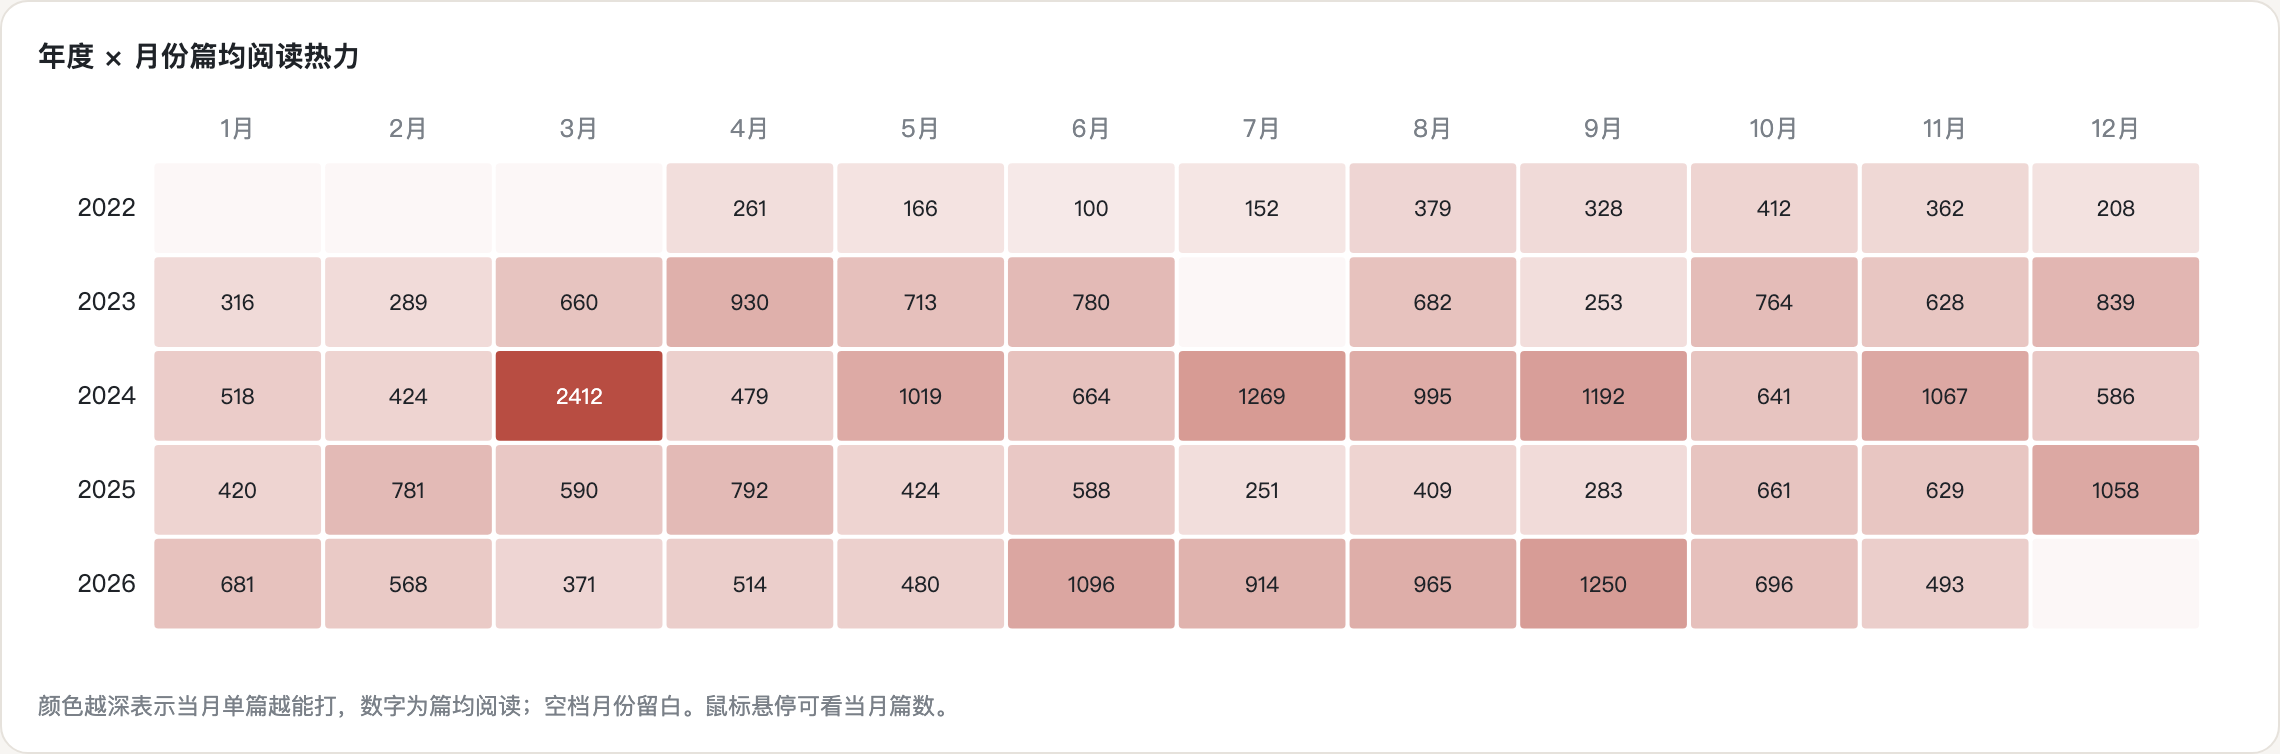 年度 × 月份篇均阅读热力
1月 2月 3月 4月 5月 6月 7月 8月 9月 10月 11月 12月
2022 261 166 100 152 379 328 412 362 208
2023 316 289 660 930 713 780 682 253 764 628 839
2024 518 424 2412 479 1019 664 1269 995 1192 641 1067 586
2025 420 781 590 792 424 588 251 409 283 661 629 1058
2026 681 568 371 514 480 1096 914 965 1250 696 493
颜色越深表示当月单篇越能打，数字为篇均阅读；空档月份留白。鼠标悬停可看当月篇数。